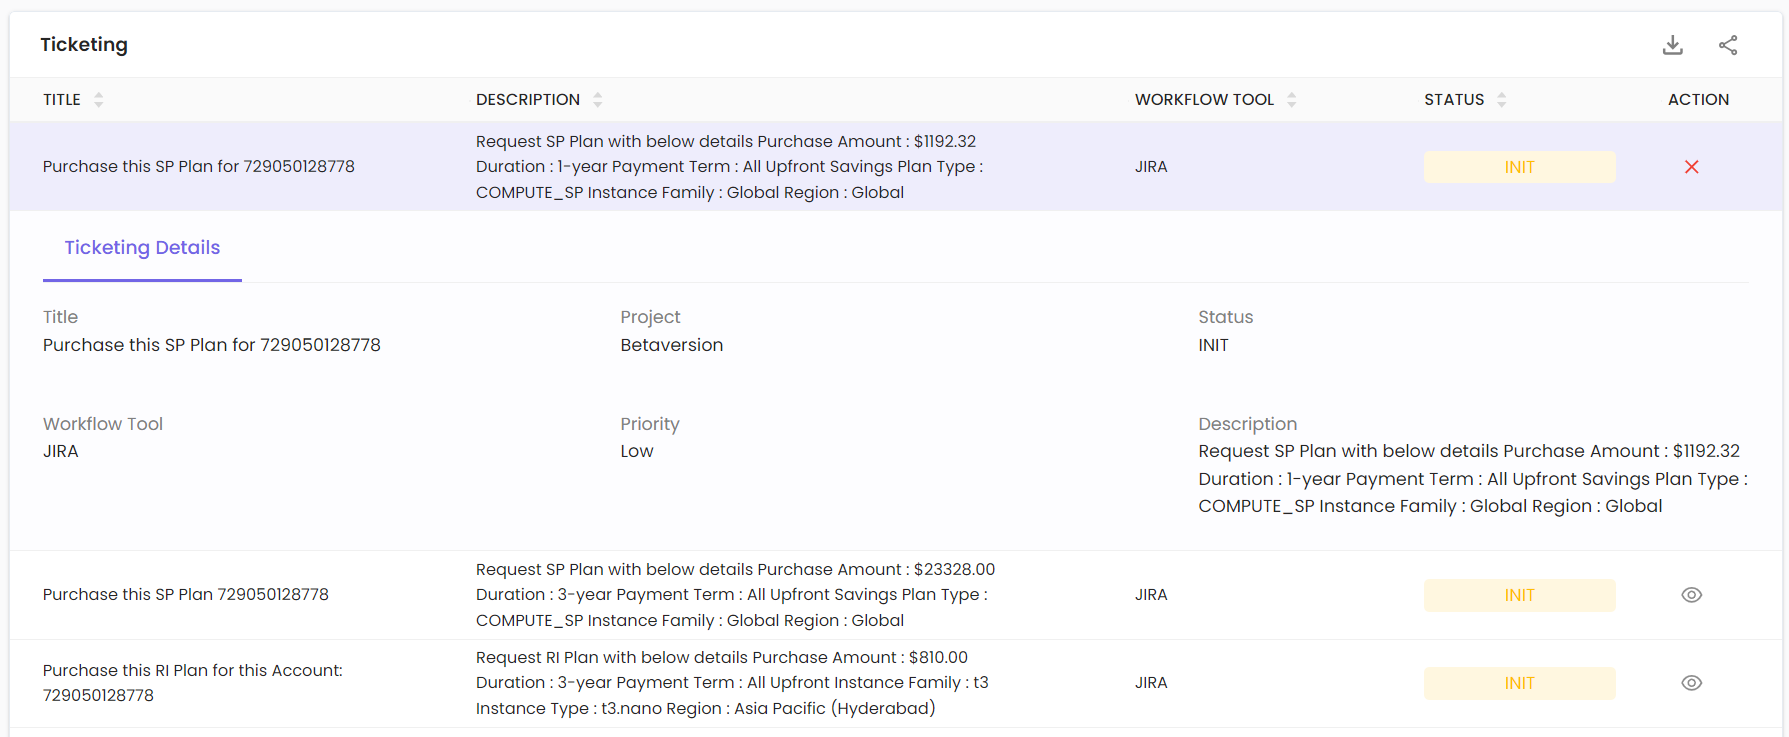 Ticketing
TITLE DESCRIPTION WORKFLOW TOOL STATUS ACTION
Purchase this SP Plan for 729050128778
Request SP Plan with below details Purchase Amount : $1192.32
Duration : 1-year Payment Term : All Upfront Savings Plan Type :
COMPUTE_SP Instance Family : Global Region : Global
JIRA
INIT
Ticketing Details
Title
Purchase this SP Plan for 729050128778
Project
Betaversion
Status
INIT
Workflow Tool
JIRA
Priority
Low
Description
Request SP Plan with below details Purchase Amount : $1192.32
Duration : 1-year Payment Term : All Upfront Savings Plan Type :
COMPUTE_SP Instance Family : Global Region : Global
Purchase this SP Plan 729050128778
Request SP Plan with below details Purchase Amount : $23328.00
Duration : 3-year Payment Term : All Upfront Savings Plan Type :
COMPUTE_SP Instance Family : Global Region : Global
JIRA
INIT
Purchase this RI Plan for this Account:
729050128778
Request RI Plan with below details Purchase Amount : $810.00
Duration : 3-year Payment Term : All Upfront Instance Family : t3
Instance Type : t3.nano Region : Asia Pacific (Hyderabad)
JIRA
INIT